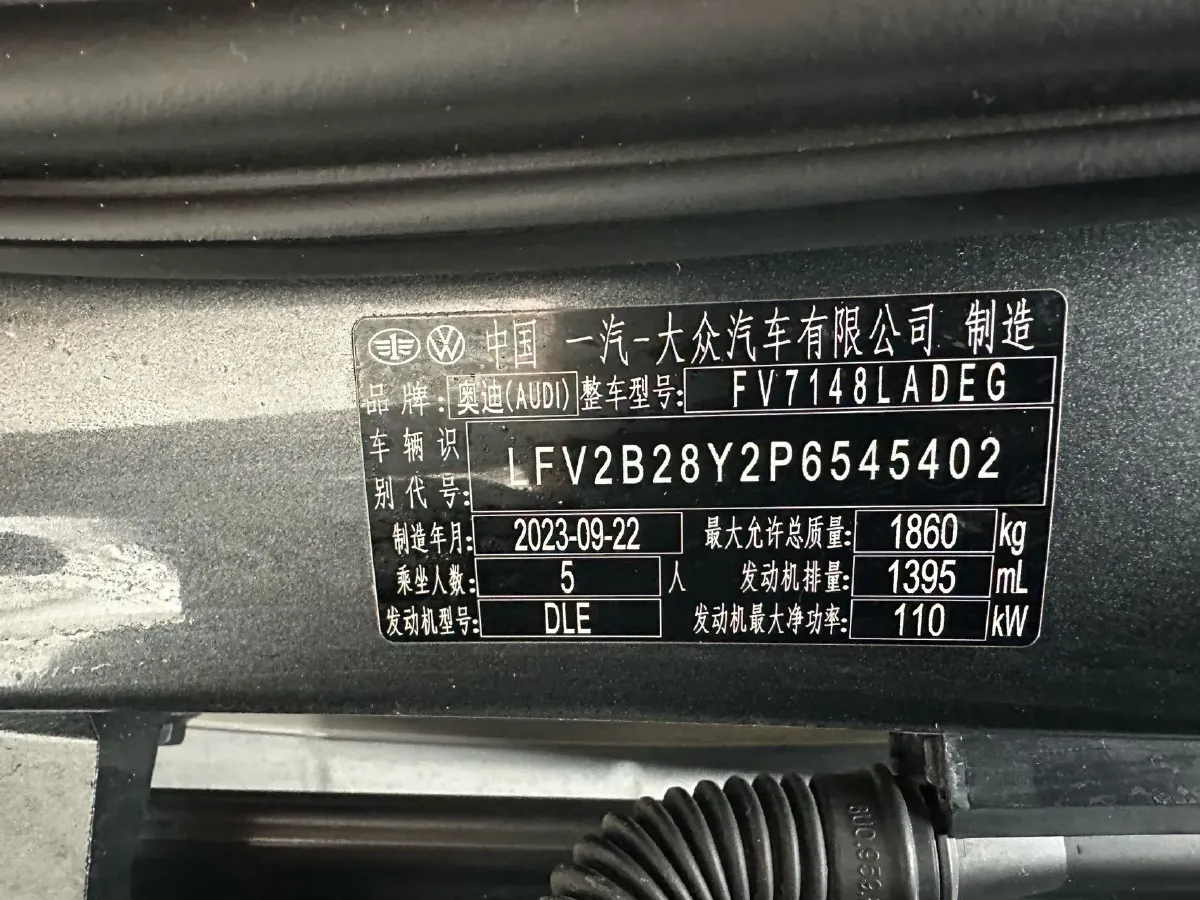 中国 一汽-大众汽车有限公司 制造
品牌: 奥迪(AUDI) 整车型号: FV7148LADEG
车辆识别代号: LFV2B28Y2P6545402
制造年月: 2023-09-22 最大允许总质量: 1860 kg
乘坐人数: 5 人 发动机排量: 1395 mL
发动机型号: DLE 发动机最大净功率: 110 kW